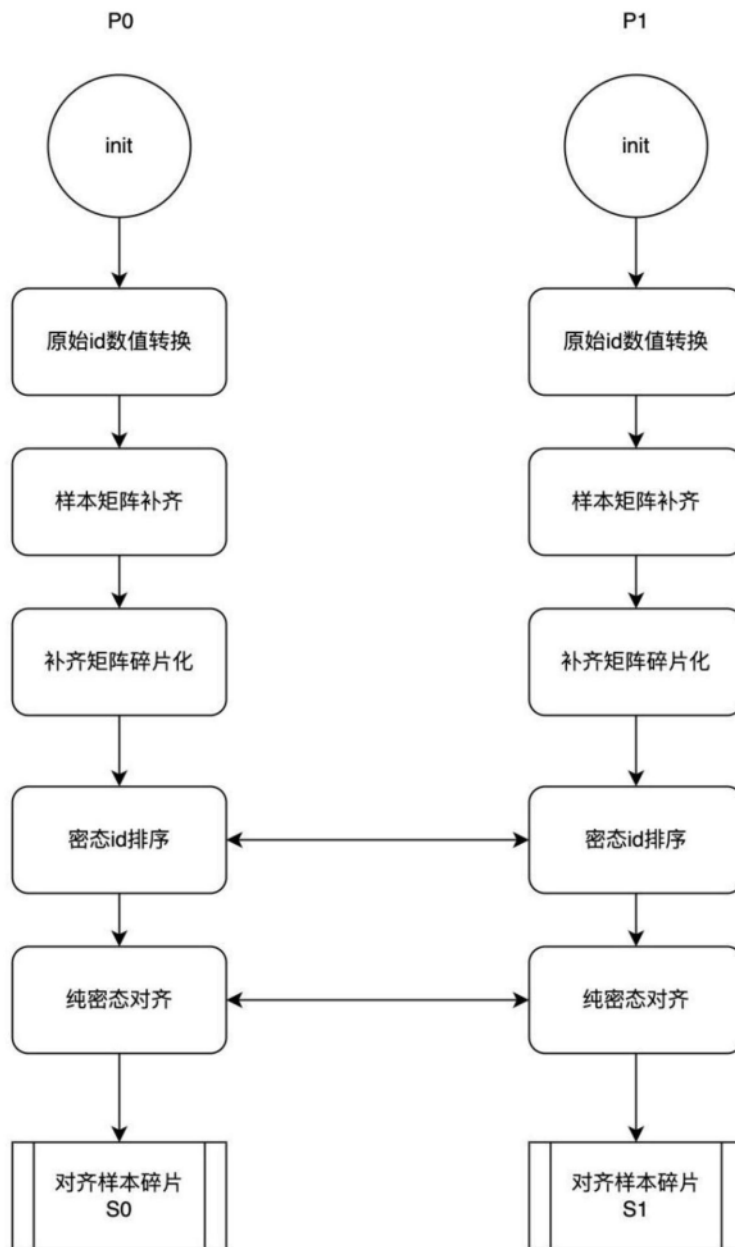 P0
P1
init
init
原始id数值转换
原始id数值转换
样本矩阵补齐
样本矩阵补齐
补齐矩阵碎片化
补齐矩阵碎片化
密态id排序
密态id排序
纯密态对齐
纯密态对齐
对齐样本碎片
S0
对齐样本碎片
S1